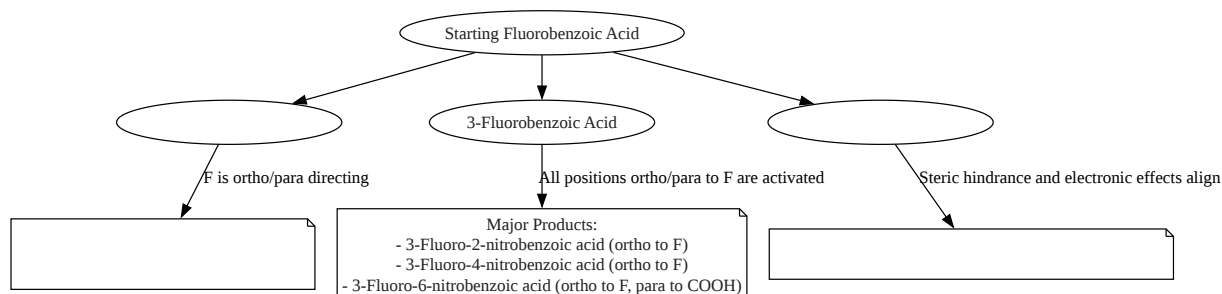 Starting Fluorobenzoic Acid
3-Fluorobenzoic Acid
F is ortho/para directing
All positions ortho/para to F are activated
Steric hindrance and electronic effects align
Major Products:
- 3-Fluoro-2-nitrobenzoic acid (ortho to F)
- 3-Fluoro-4-nitrobenzoic acid (ortho to F)
- 3-Fluoro-6-nitrobenzoic acid (ortho to F, para to COOH)